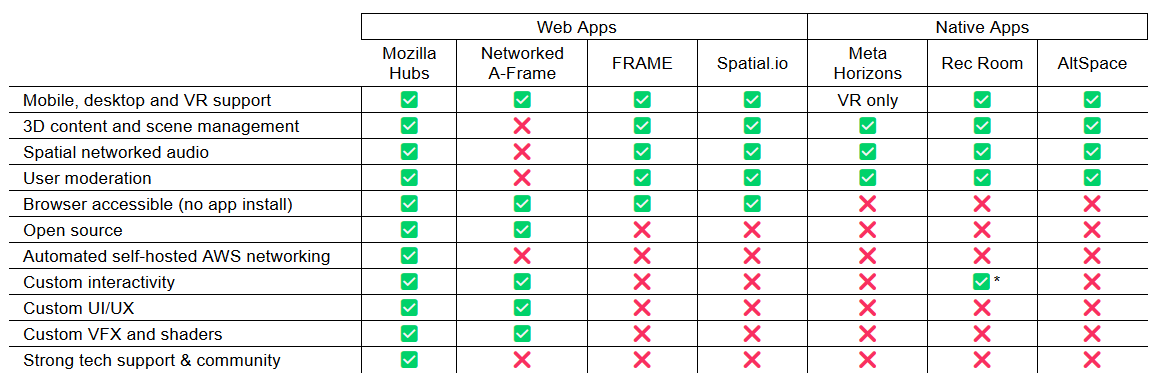 Web Apps Native Apps
Mozilla Hubs Networked A-Frame FRAME Spatial.io Meta Horizons Rec Room AltSpace
Mobile, desktop and VR support ✅ ✅ ✅ ✅ VR only ✅ ✅
3D content and scene management ✅ ❌ ✅ ✅ ✅ ✅ ✅
Spatial networked audio ✅ ❌ ✅ ✅ ✅ ✅ ✅
User moderation ✅ ❌ ✅ ✅ ✅ ✅ ✅
Browser accessible (no app install) ✅ ✅ ✅ ✅ ❌ ❌ ❌
Open source ✅ ✅ ❌ ❌ ❌ ❌ ❌
Automated self-hosted AWS networking ✅ ❌ ❌ ❌ ❌ ❌ ❌
Custom interactivity ✅ ✅ ❌ ❌ ❌ ✅ * ❌
Custom UI/UX ✅ ✅ ❌ ❌ ❌ ❌ ❌
Custom VFX and shaders ✅ ✅ ❌ ❌ ❌ ❌ ❌
Strong tech support & community ✅ ❌ ❌ ❌ ❌ ❌ ❌